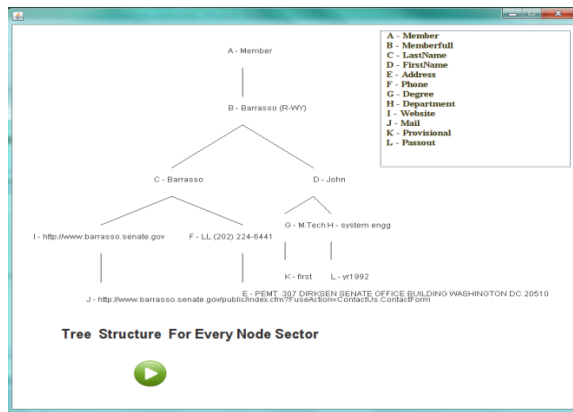 A - Member
B - Barrasso (R-WY)
C - Barrasso
D - John
I - http://www.barrasso.senate.gov
F - LL (202) 224-6441
G - M.Tech
H - system engg
K - first
L - yr1992
E - PEMT 307 DIRKSEN SENATE OFFICE BUILDING WASHINGTON DC 20510
J - http://www.barrasso.senate.gov/public/index.cfm?FuseAction=ContactUs.ContactForm
Tree Structure For Every Node Sector
A - Member
B - Memberfull
C - LastName
D - FirstName
E - Address
F - Phone
G - Degree
H - Department
I - Website
J - Mail
K - Provisional
L - Passout